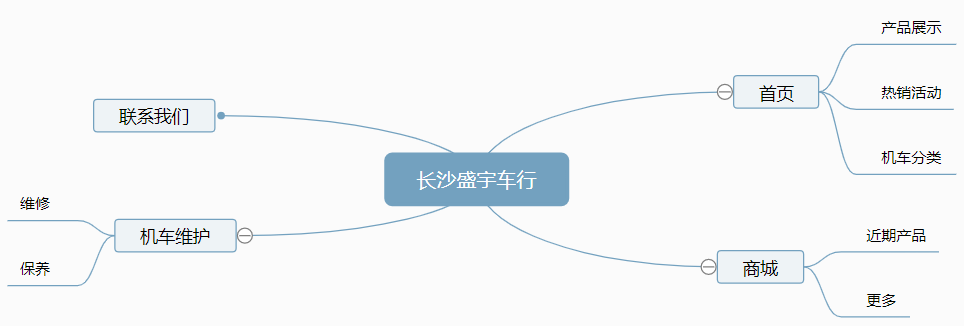 长沙盛宇车行
首页
产品展示
热销活动
机车分类
商城
近期产品
更多
联系我们
机车维护
维修
保养